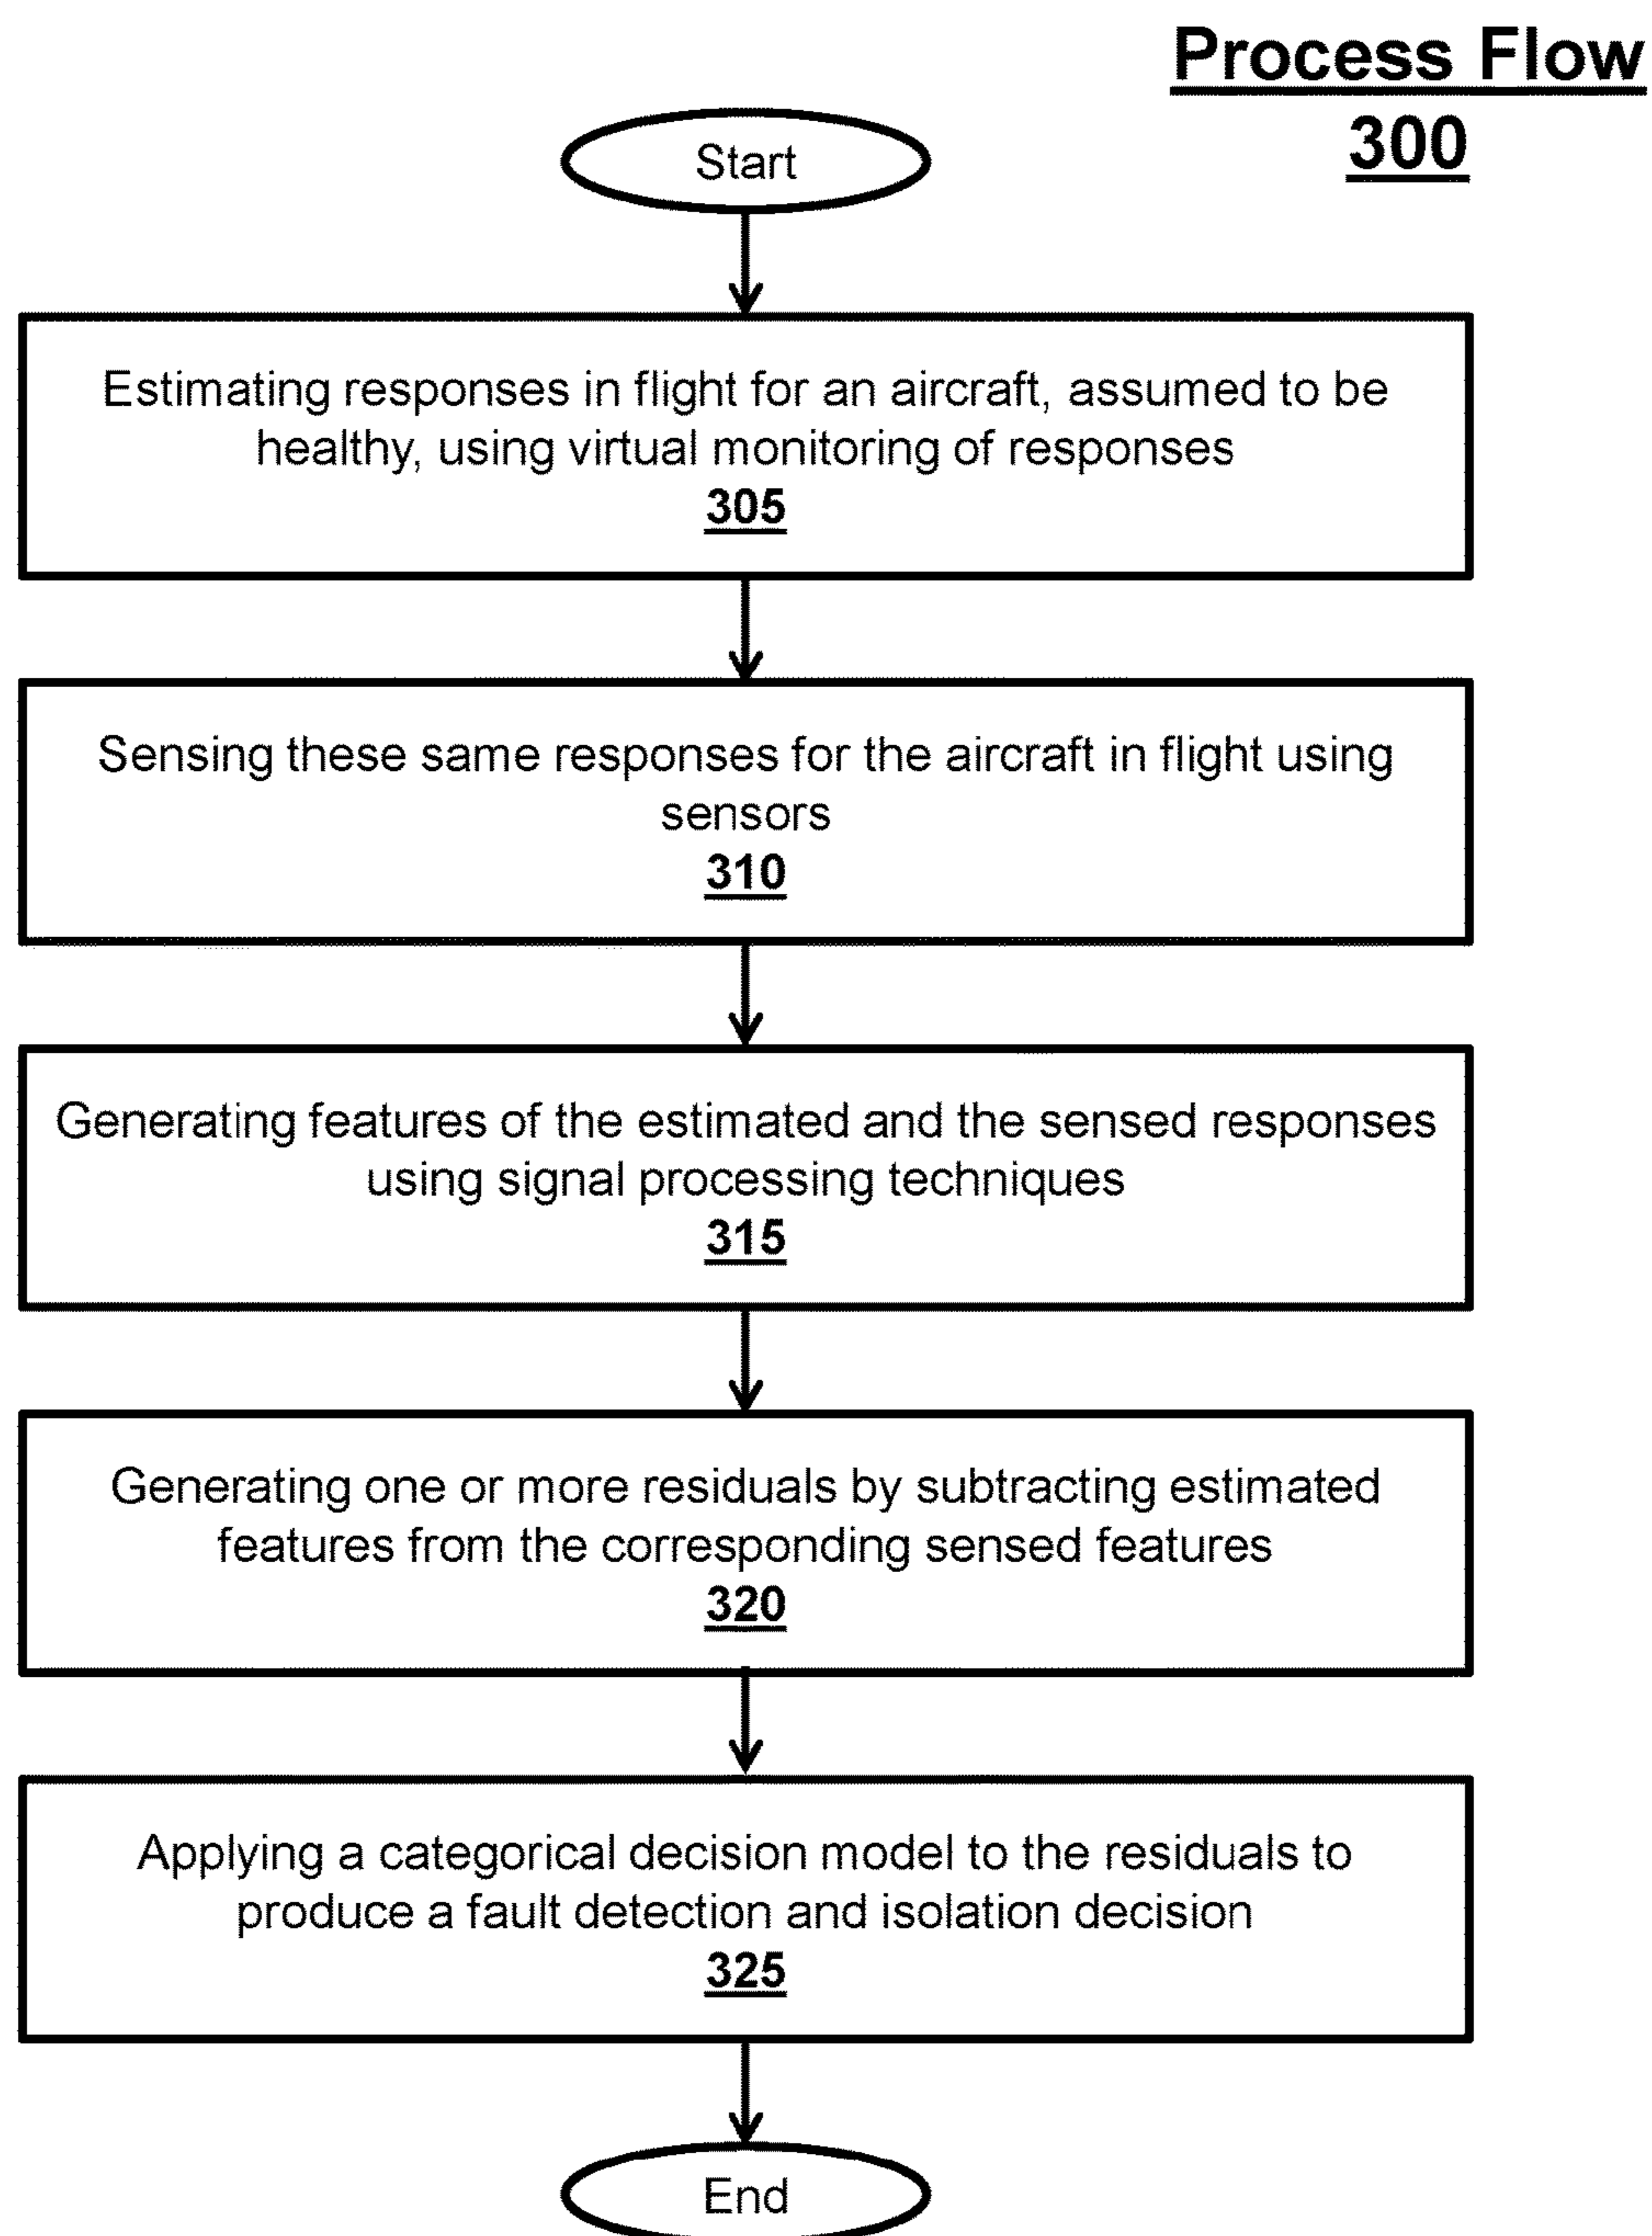 Process Flow
300
Start
Estimating responses in flight for an aircraft, assumed to be
healthy, using virtual monitoring of responses
305
Sensing these same responses for the aircraft in flight using
sensors
310
Generating features of the estimated and the sensed responses
using signal processing techniques
315
Generating one or more residuals by subtracting estimated
features from the corresponding sensed features
320
Applying a categorical decision model to the residuals to
produce a fault detection and isolation decision
325
End